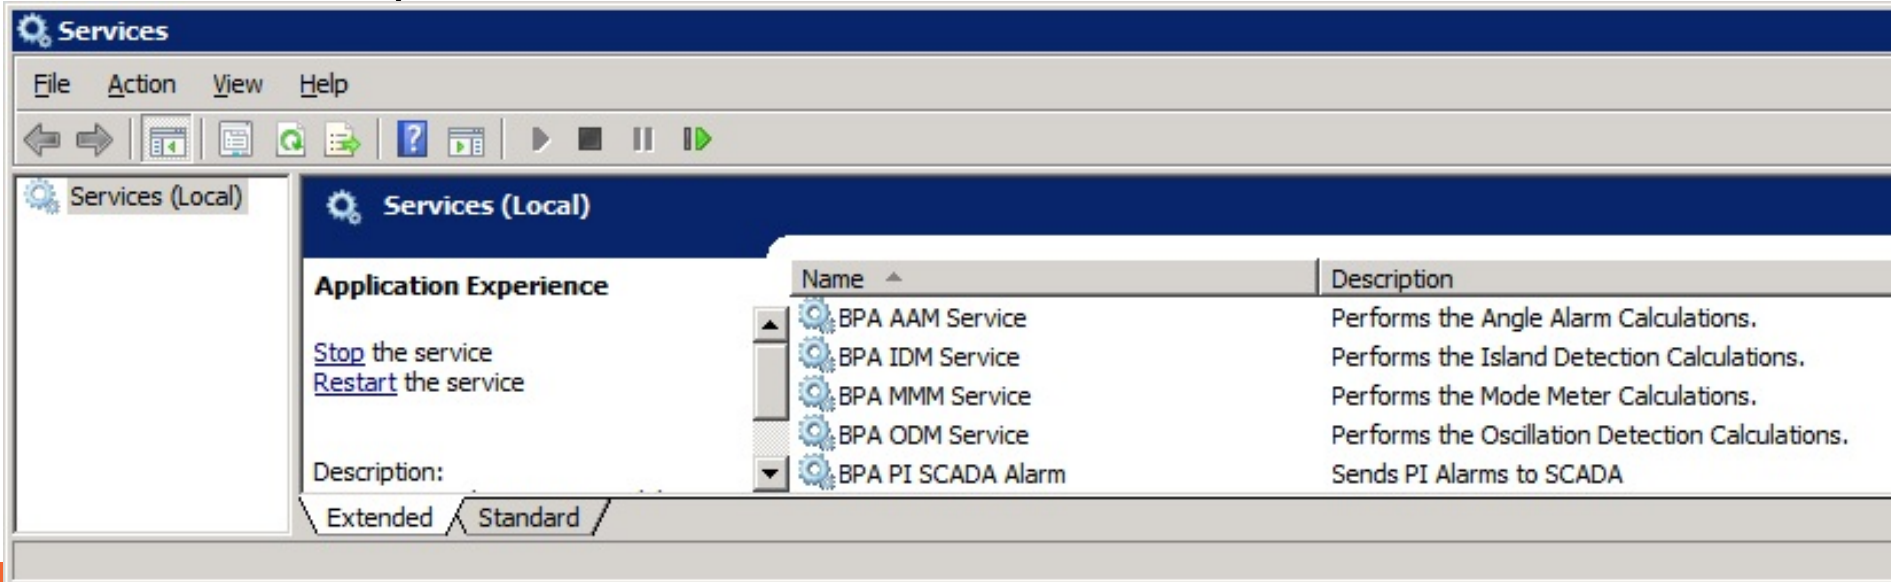 Services
File Action View Help
Services (Local)
Services (Local)
Application Experience
Stop the service
Restart the service
Description:
Name Description
BPA AAM Service Performs the Angle Alarm Calculations.
BPA IDM Service Performs the Island Detection Calculations.
BPA MMM Service Performs the Mode Meter Calculations.
BPA ODM Service Performs the Oscillation Detection Calculations.
BPA PI SCADA Alarm Sends PI Alarms to SCADA
Extended Standard